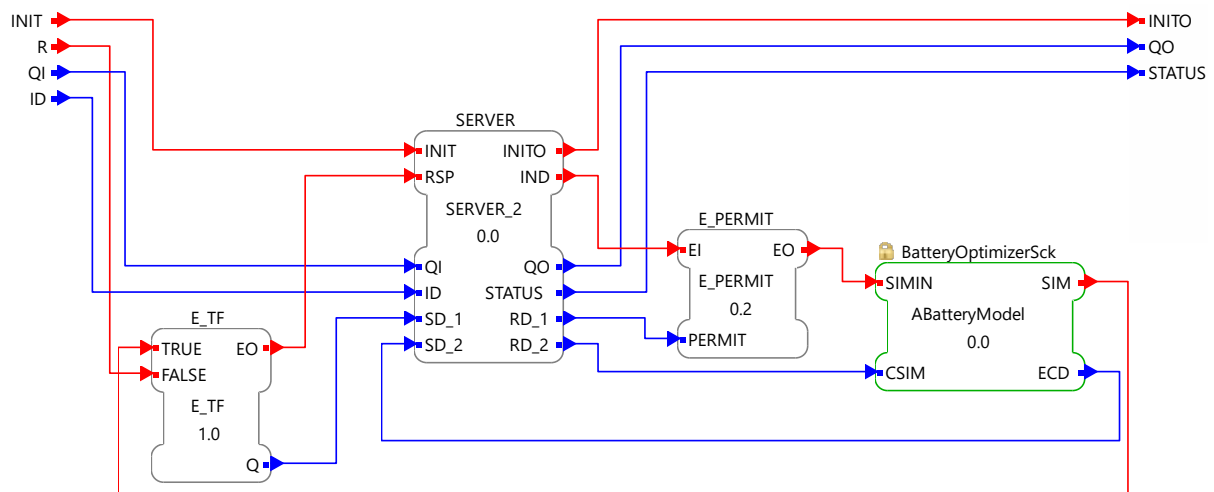 INIT
R
QI
ID
INITO
QO
STATUS
SERVER
INIT
INITO
RSP
IND
SERVER_2
0.0
QI
QO
ID
STATUS
SD_1
RD_1
SD_2
RD_2
E_PERMIT
EI
EO
E_PERMIT
0.2
PERMIT
BatteryOptimizerSck
SIMIN
SIM
ABatteryModel
0.0
CSIM
ECD
E_TF
TRUE
EO
FALSE
E_TF
1.0
Q